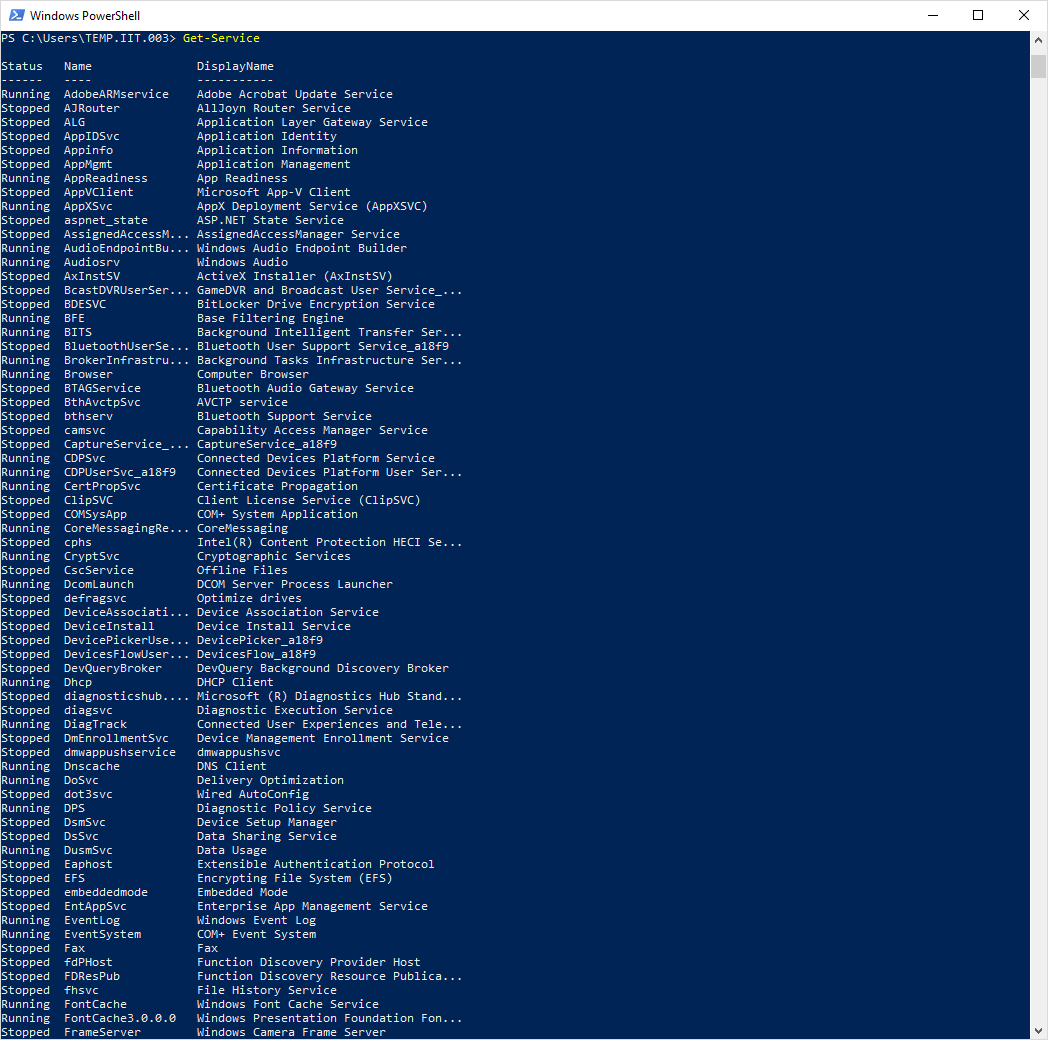 Windows PowerShell
PS C:\Users\TEMP.IIT.003> Get-Service
Status Name DisplayName
------ ---- -----------
Running AdobeARMservice Adobe Acrobat Update Service
Stopped AJRouter AllJoyn Router Service
Stopped ALG Application Layer Gateway Service
Stopped AppIDSvc Application Identity
Stopped Appinfo Application Information
Stopped AppMgmt Application Management
Running AppReadiness App Readiness
Stopped AppVClient Microsoft App-V Client
Running AppXSvc AppX Deployment Service (AppXSVC)
Stopped aspnet_state ASP.NET State Service
Stopped AssignedAccessM... AssignedAccessManager Service
Running AudioEndpointBu... Windows Audio Endpoint Builder
Running Audiosrv Windows Audio
Stopped AxInstSV ActiveX Installer (AxInstSV)
Stopped BcastDVRUserSer... GameDVR and Broadcast User Service_...
Stopped BDESVC BitLocker Drive Encryption Service
Running BFE Base Filtering Engine
Running BITS Background Intelligent Transfer Ser...
Stopped BluetoothUserSe... Bluetooth User Support Service_a18f9
Running BrokerInfrastru... Background Tasks Infrastructure Ser...
Running Browser Computer Browser
Stopped BTAGService Bluetooth Audio Gateway Service
Stopped BthAvctpSvc AVCTP service
Stopped bthserv Bluetooth Support Service
Stopped camsvc Capability Access Manager Service
Stopped CaptureService_... CaptureService_a18f9
Running CDPSvc Connected Devices Platform Service
Running CDPUserSvc_a18f9 Connected Devices Platform User Ser...
Running CertPropSvc Certificate Propagation
Stopped ClipSVC Client License Service (ClipSVC)
Stopped COMSysApp COM+ System Application
Running CoreMessagingRe... CoreMessaging
Stopped cphs Intel(R) Content Protection HECI Se...
Running CryptSvc Cryptographic Services
Stopped CscService Offline Files
Running DcomLaunch DCOM Server Process Launcher
Stopped defragsvc Optimize drives
Stopped DeviceAssociati... Device Association Service
Stopped DeviceInstall Device Install Service
Stopped DevicePickerUse... DevicePicker_a18f9
Stopped DevicesFlowUser... DevicesFlow_a18f9
Stopped DevQueryBroker DevQuery Background Discovery Broker
Running Dhcp DHCP Client
Stopped diagnosticshub.... Microsoft (R) Diagnostics Hub Stand...
Stopped diagsvc Diagnostic Execution Service
Running DiagTrack Connected User Experiences and Tele...
Stopped DmEnrollmentSvc Device Management Enrollment Service
Stopped dmwappushservice dmwappushsvc
Running Dnscache DNS Client
Running DoSvc Delivery Optimization
Stopped dot3svc Wired AutoConfig
Running DPS Diagnostic Policy Service
Stopped DsmSvc Device Setup Manager
Stopped DsSvc Data Sharing Service
Running DusmSvc Data Usage
Stopped Eaphost Extensible Authentication Protocol
Stopped EFS Encrypting File System (EFS)
Stopped embeddedmode Embedded Mode
Stopped EntAppSvc Enterprise App Management Service
Running EventLog Windows Event Log
Running EventSystem COM+ Event System
Stopped Fax Fax
Stopped fdPHost Function Discovery Provider Host
Stopped FDResPub Function Discovery Resource Publica...
Stopped fhsvc File History Service
Running FontCache Windows Font Cache Service
Running FontCache3.0.0.0 Windows Presentation Foundation Fon...
Stopped FrameServer Windows Camera Frame Server